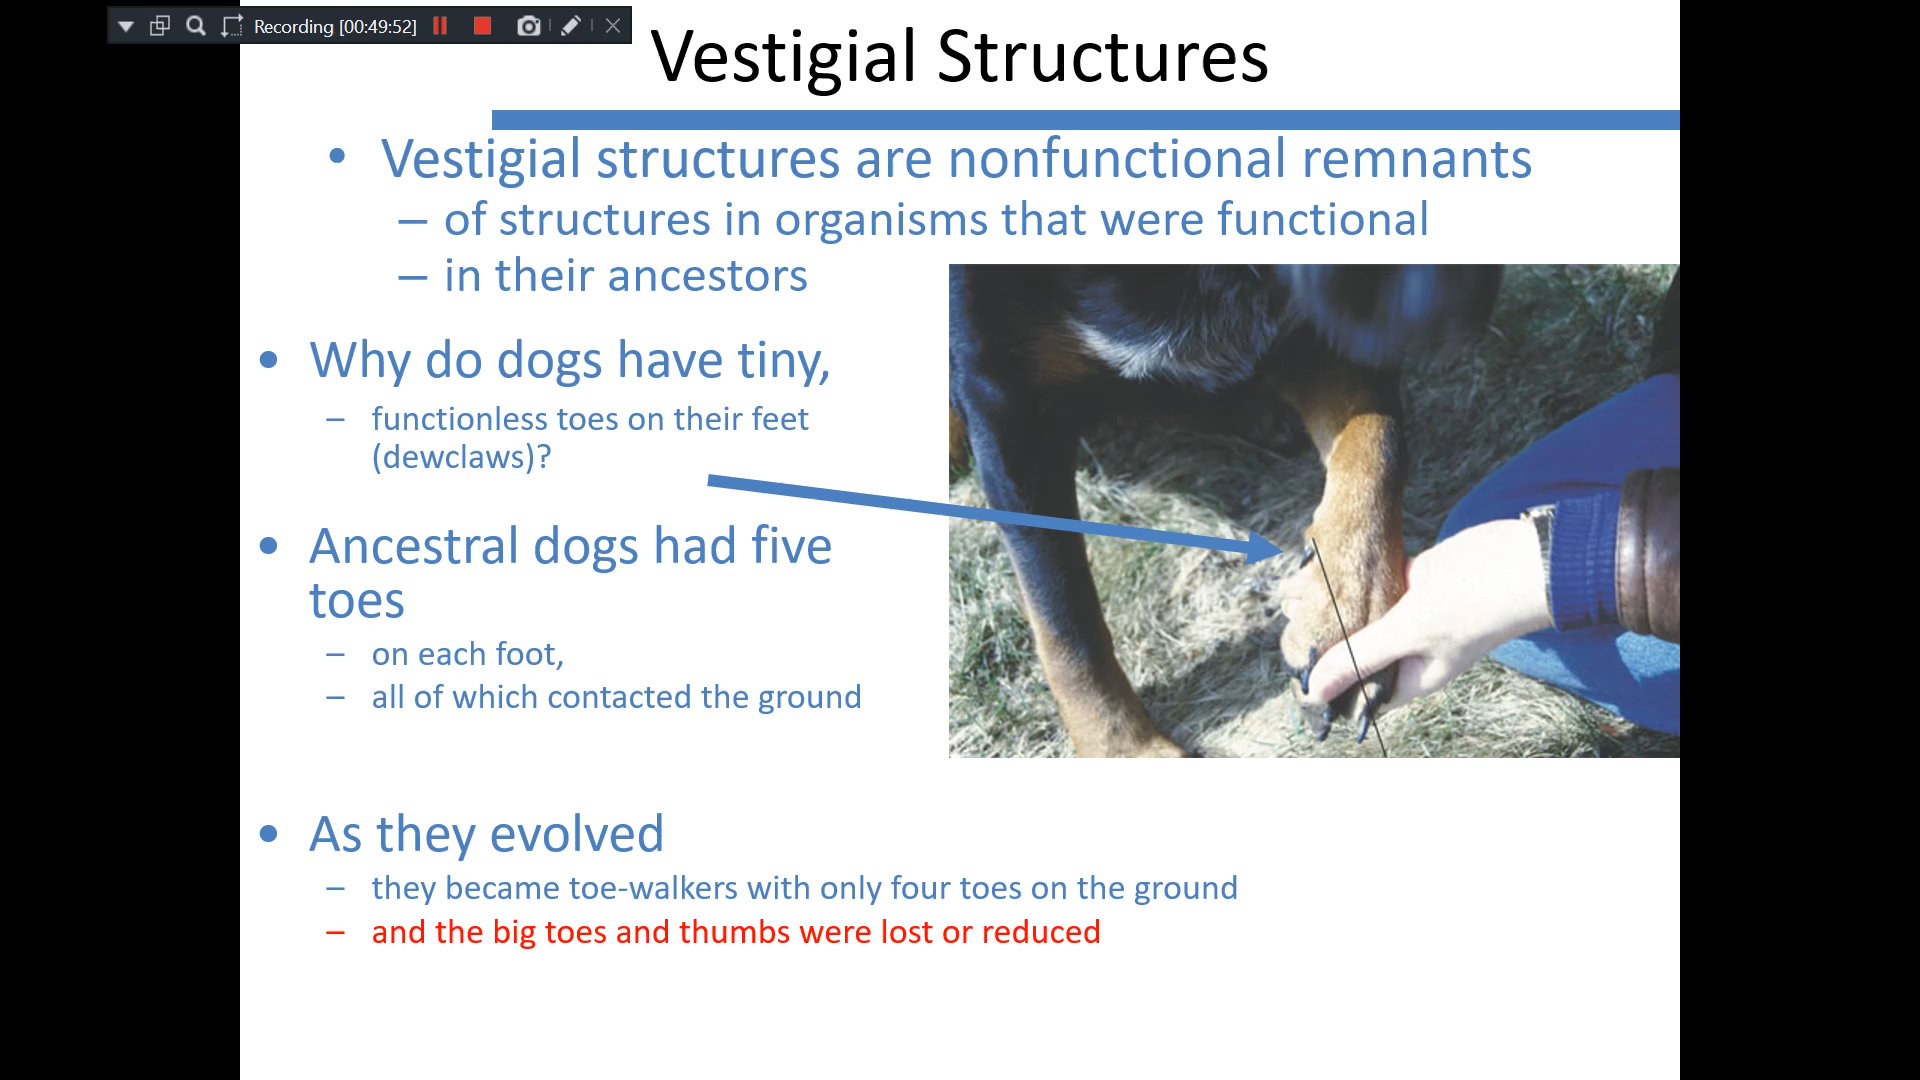 Recording [00:49:52]
Vestigial Structures
• Vestigial structures are nonfunctional remnants
– of structures in organisms that were functional
– in their ancestors
• Why do dogs have tiny,
– functionless toes on their feet
(dewclaws)?
• Ancestral dogs had five
toes
– on each foot,
– all of which contacted the ground
• As they evolved
– they became toe-walkers with only four toes on the ground
– and the big toes and thumbs were lost or reduced